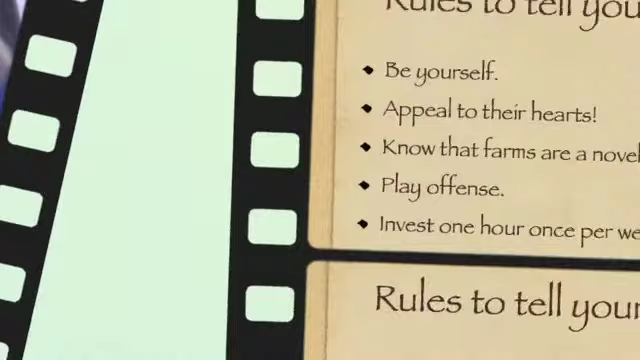 Rules to tell you
Be yourself.
Appeal to their hearts!
Know that farms are a novel
Play offense.
Invest one hour once per we
Rules to tell your